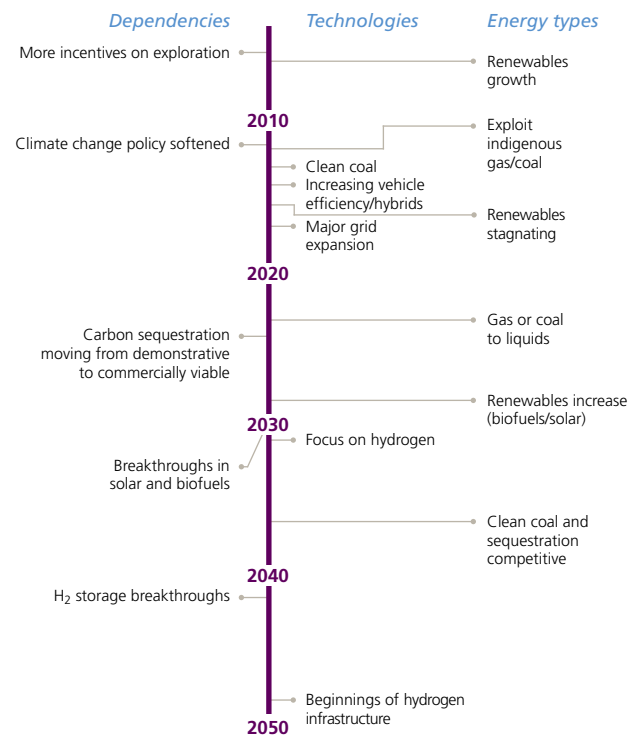 Dependencies
Technologies
Energy types
More incentives on exploration
Renewables
growth
2010
Exploit
indigenous
gas/coal
Climate change policy softened
Clean coal
Increasing vehicle
efficiency/hybrids
Renewables
stagnating
Major grid
expansion
2020
Gas or coal
to liquids
Carbon sequestration
moving from demonstrative
to commercially viable
Renewables increase
(biofuels/solar)
2030
Focus on hydrogen
Breakthroughs in
solar and biofuels
Clean coal and
sequestration
competitive
2040
H₂ storage breakthroughs
Beginnings of hydrogen
infrastructure
2050